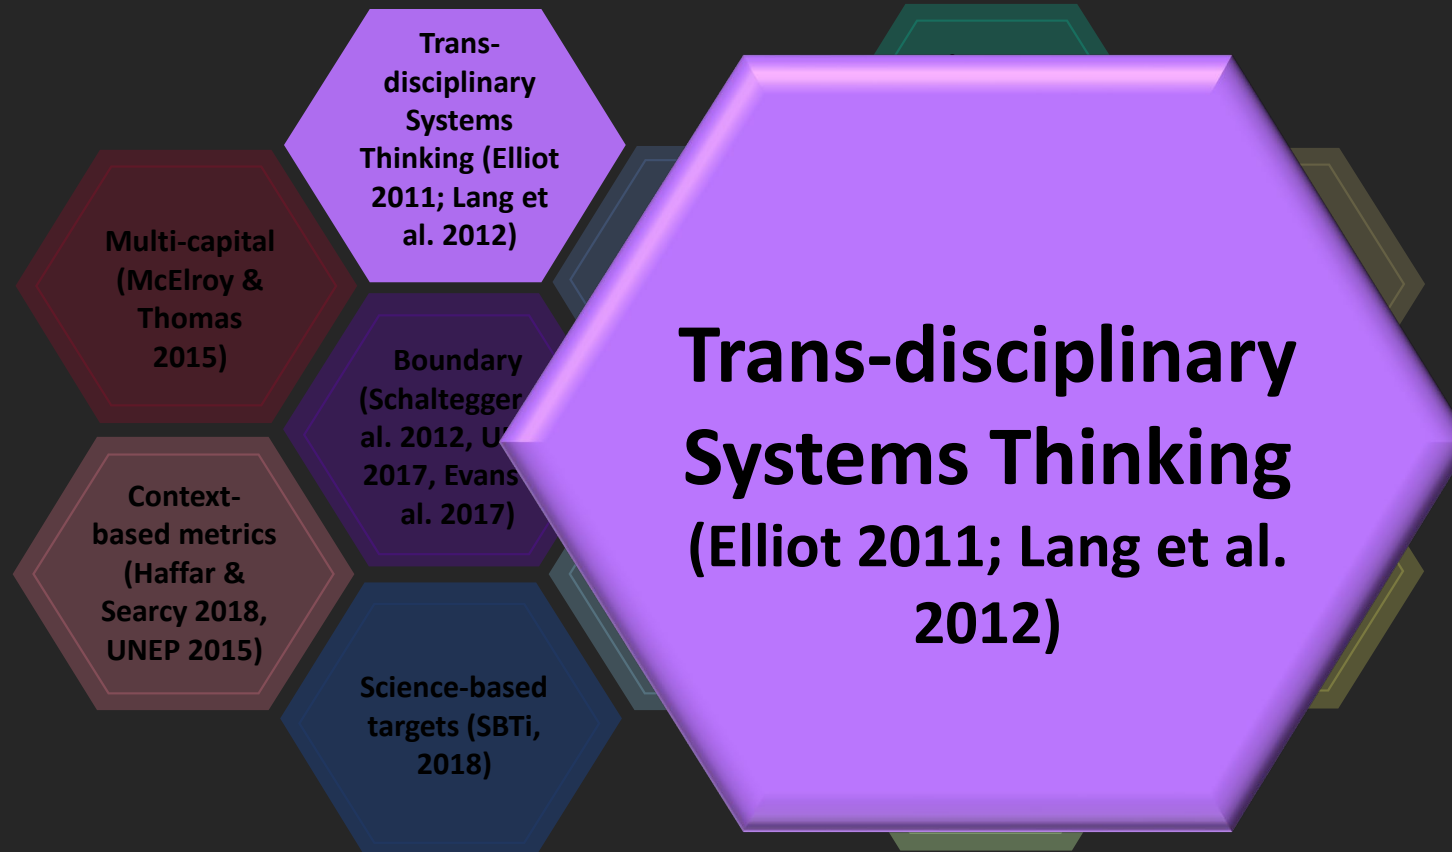 Trans-
disciplinary
Systems
Thinking (Elliot
2011; Lang et
al. 2012)
Multi-capital
(McElroy &
Thomas
2015)
Boundary
(Schaltegger
al. 2012,
2017, Evans
al. 2017)
Context-
based metrics
(Haffar &
Searcy 2018,
UNEP 2015)
Science-based
targets (SBTi,
2018)
Trans-disciplinary
Systems Thinking
(Elliot 2011; Lang et al.
2012)